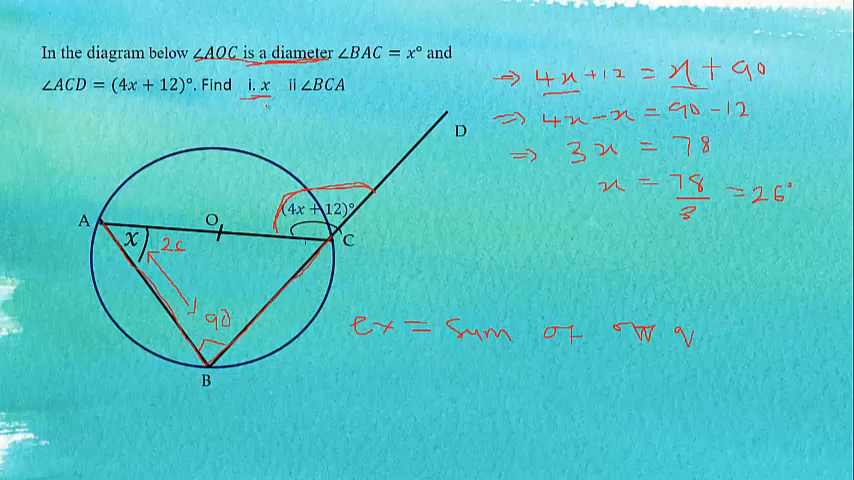 In the diagram below ∠AOC is a diameter ∠BAC = x° and
∠ACD = (4x + 12)°. Find i. x ii ∠BCA
⇒ 4x + 12 = x + 90
⇒ 4x - x = 90 - 12
⇒ 3x = 78
x = 78/3 = 26°
D
A
O
(4x + 12)°
C
x
26
90
B
ex = sum of